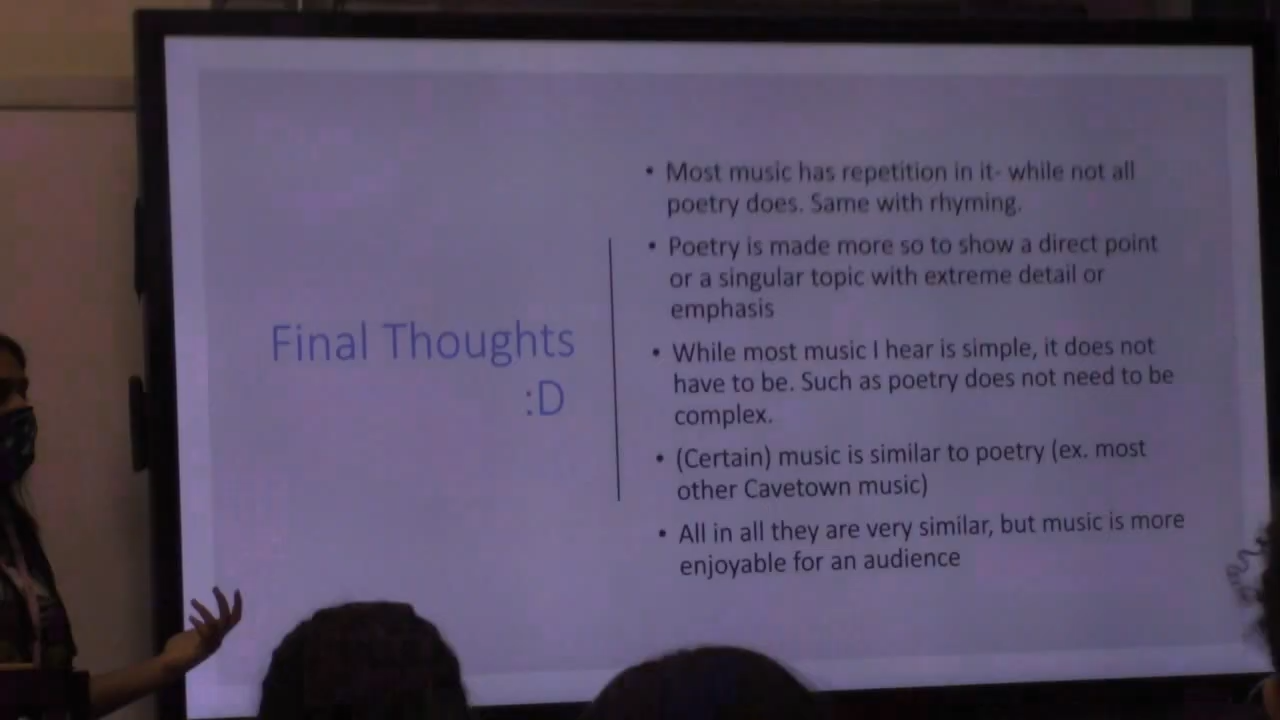 Final Thoughts
:D
• Most music has repetition in it- while not all
poetry does. Same with rhyming.
• Poetry is made more so to show a direct point
or a singular topic with extreme detail or
emphasis
• While most music I hear is simple, it does not
have to be. Such as poetry does not need to be
complex.
• (Certain) music is similar to poetry (ex. most
other Cavetown music)
• All in all they are very similar, but music is more
enjoyable for an audience